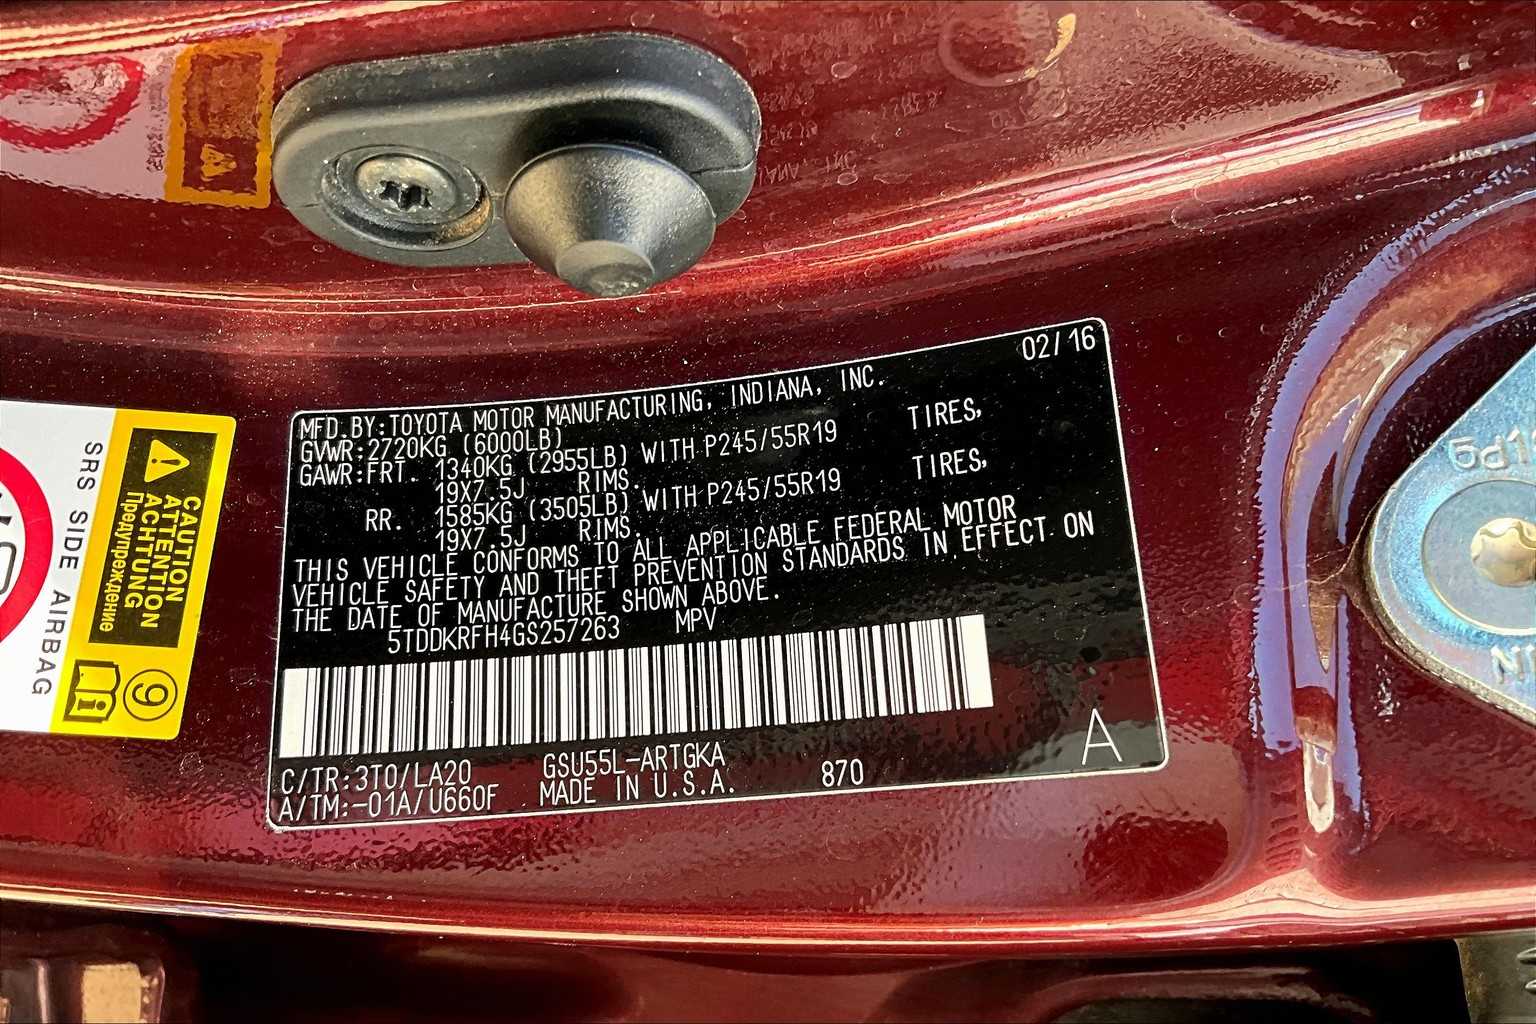 02/16
MFD.BY:TOYOTA MOTOR MANUFACTURING, INDIANA, INC.
GVWR:2720KG (6000LB)
GAWR:FRT. 1340KG (2955LB) WITH P245/55R19 TIRES,
19X7.5J RIMS.
RR. 1585KG (3505LB) WITH P245/55R19 TIRES,
19X7.5J RIMS.
THIS VEHICLE CONFORMS TO ALL APPLICABLE FEDERAL MOTOR
VEHICLE SAFETY AND THEFT PREVENTION STANDARDS IN EFFECT ON
THE DATE OF MANUFACTURE SHOWN ABOVE.
5TDDKRFH4GS257263 MPV
C/TR:3T0/LA20 GSU55L-ARTGKA
A/TM:-01A/U660F MADE IN U.S.A. 870
A
SRS SIDE AIRBAG
CAUTION
ATTENTION
ACHTUNG
Предупреждение
9